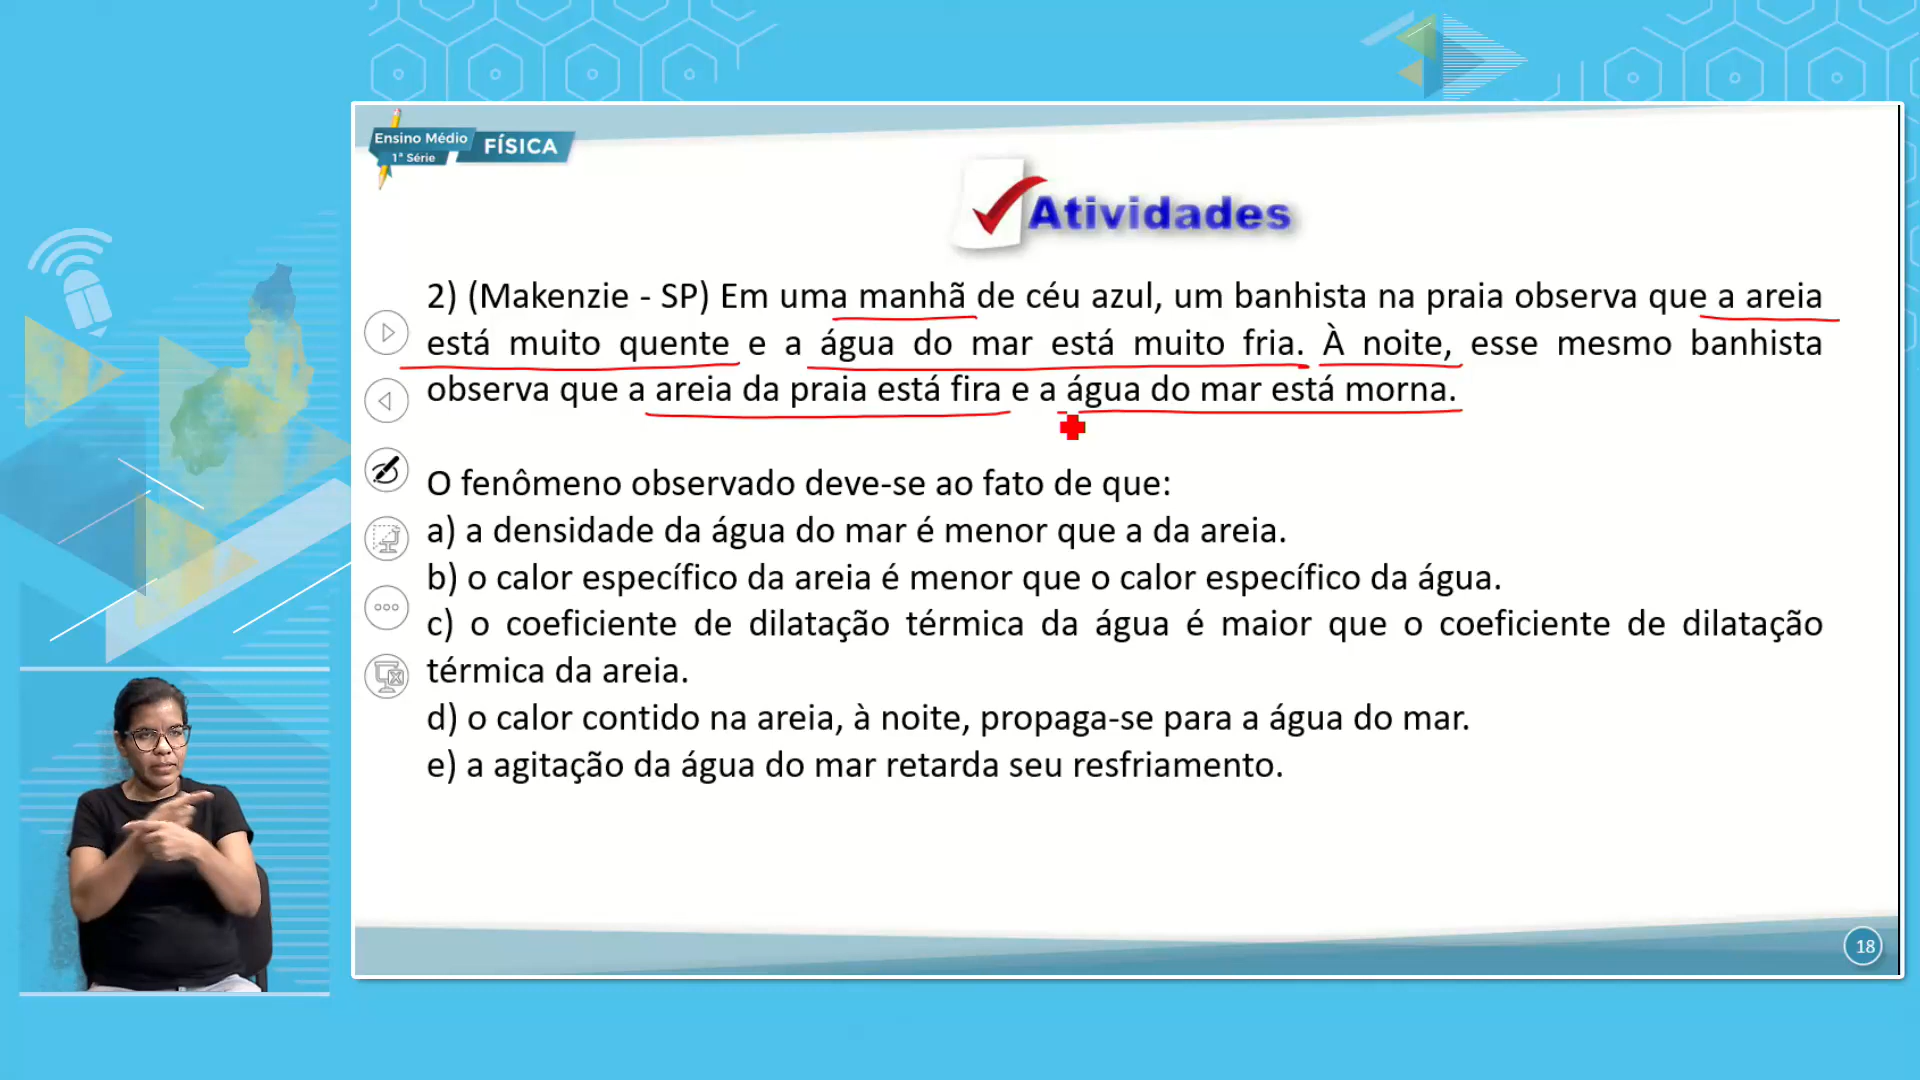 Ensino Médio
1ª Série
FÍSICA
Atividades
2) (Makenzie - SP) Em uma manhã de céu azul, um banhista na praia observa que a areia
está muito quente e a água do mar está muito fria. À noite, esse mesmo banhista
observa que a areia da praia está fira e a água do mar está morna.
O fenômeno observado deve-se ao fato de que:
a) a densidade da água do mar é menor que a da areia.
b) o calor específico da areia é menor que o calor específico da água.
c) o coeficiente de dilatação térmica da água é maior que o coeficiente de dilatação
térmica da areia.
d) o calor contido na areia, à noite, propaga-se para a água do mar.
e) a agitação da água do mar retarda seu resfriamento.
18